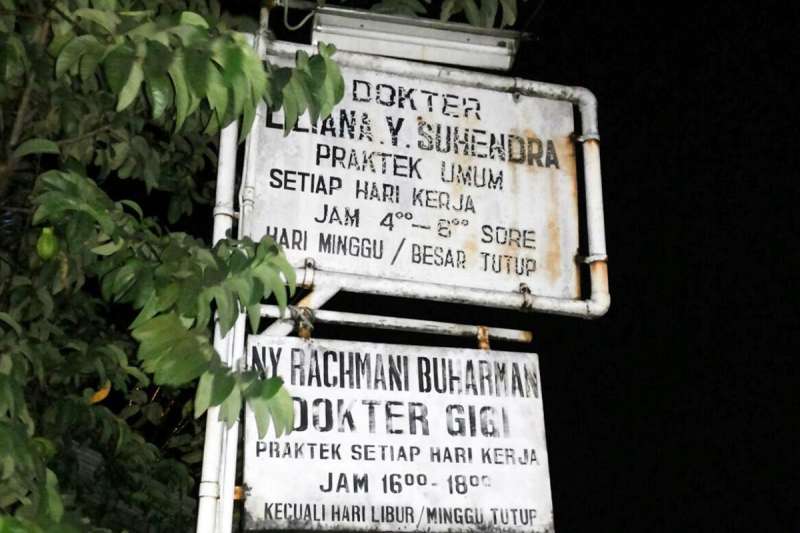 DOKTER
LILIANA .Y. SUHENDRA
PRAKTEK UMUM
SETIAP HARI KERJA
JAM 4⁰⁰ - 6⁰⁰ SORE
HARI MINGGU / BESAR TUTUP
NY RACHMANI BUHARMAN
DOKTER GIGI
PRAKTEK SETIAP HARI KERJA
JAM 16⁰⁰ - 18⁰⁰
KECUALI HARI LIBUR/MINGGU TUTUP